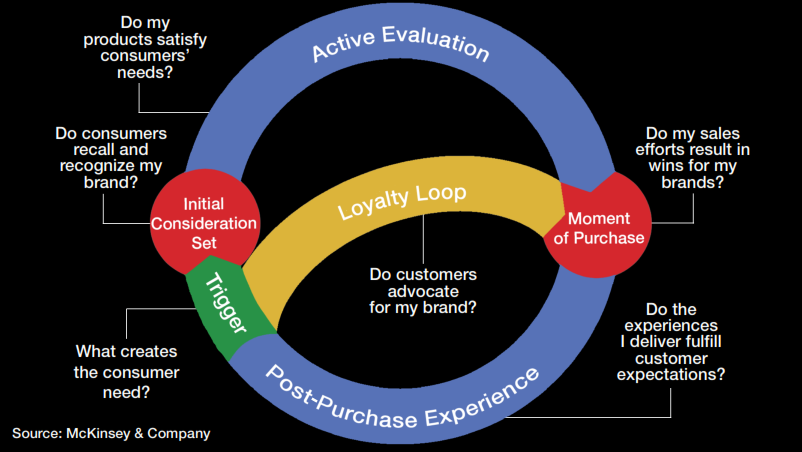 Do my
products satisfy
consumers’
needs?
Active Evaluation
Do consumers
recall and
recognize my
brand?
Do my sales
efforts result in
wins for my
brands?
Initial
Consideration
Set
Loyalty Loop
Moment
of Purchase
Trigger
Do customers
advocate
for my brand?
What creates
the consumer
need?
Do the
experiences
I deliver fulfill
customer
expectations?
Post-Purchase Experience
Source: McKinsey & Company